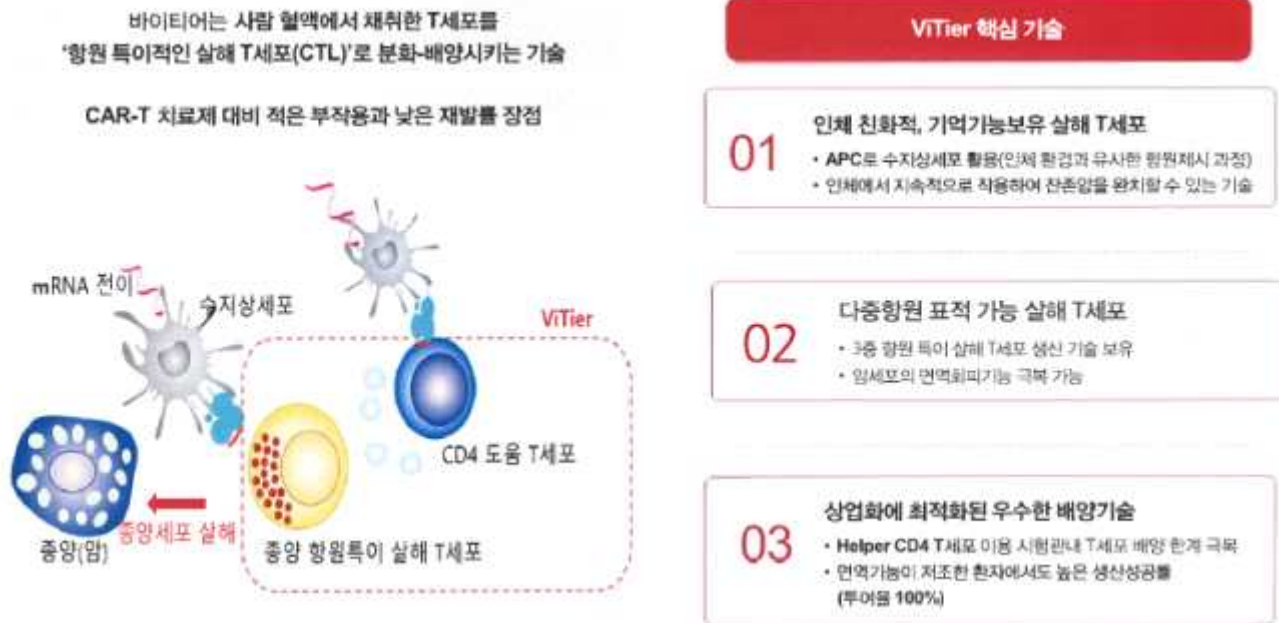 바이티어는 사람 혈액에서 채취한 T세포를
‘항원 특이적인 살해 T세포(CTL)’로 분화-배양시키는 기술
CAR-T 치료제 대비 적은 부작용과 낮은 재발률 장점
mRNA 전이
수지상세포
ViTier
CD4 도움 T세포
종양세포 살해
종양(암)
종양 항원특이 살해 T세포
ViTier 핵심 기술
01
인체 친화적, 기억기능보유 살해 T세포
• APC로 수지상세포 활용(인체 환경과 유사한 항원제시 과정)
• 인체에서 지속적으로 작용하여 잔존암을 완치할 수 있는 기술
02
다중항원 표적 가능 살해 T세포
• 3중 항원 특이 살해 T세포 생산 기술 보유
• 암세포의 면역회피기능 극복 가능
03
상업화에 최적화된 우수한 배양기술
• Helper CD4 T세포 이용 시험관내 T세포 배양 한계 극복
• 면역기능이 저조한 환자에서도 높은 생산성공률
(투여율 100%)